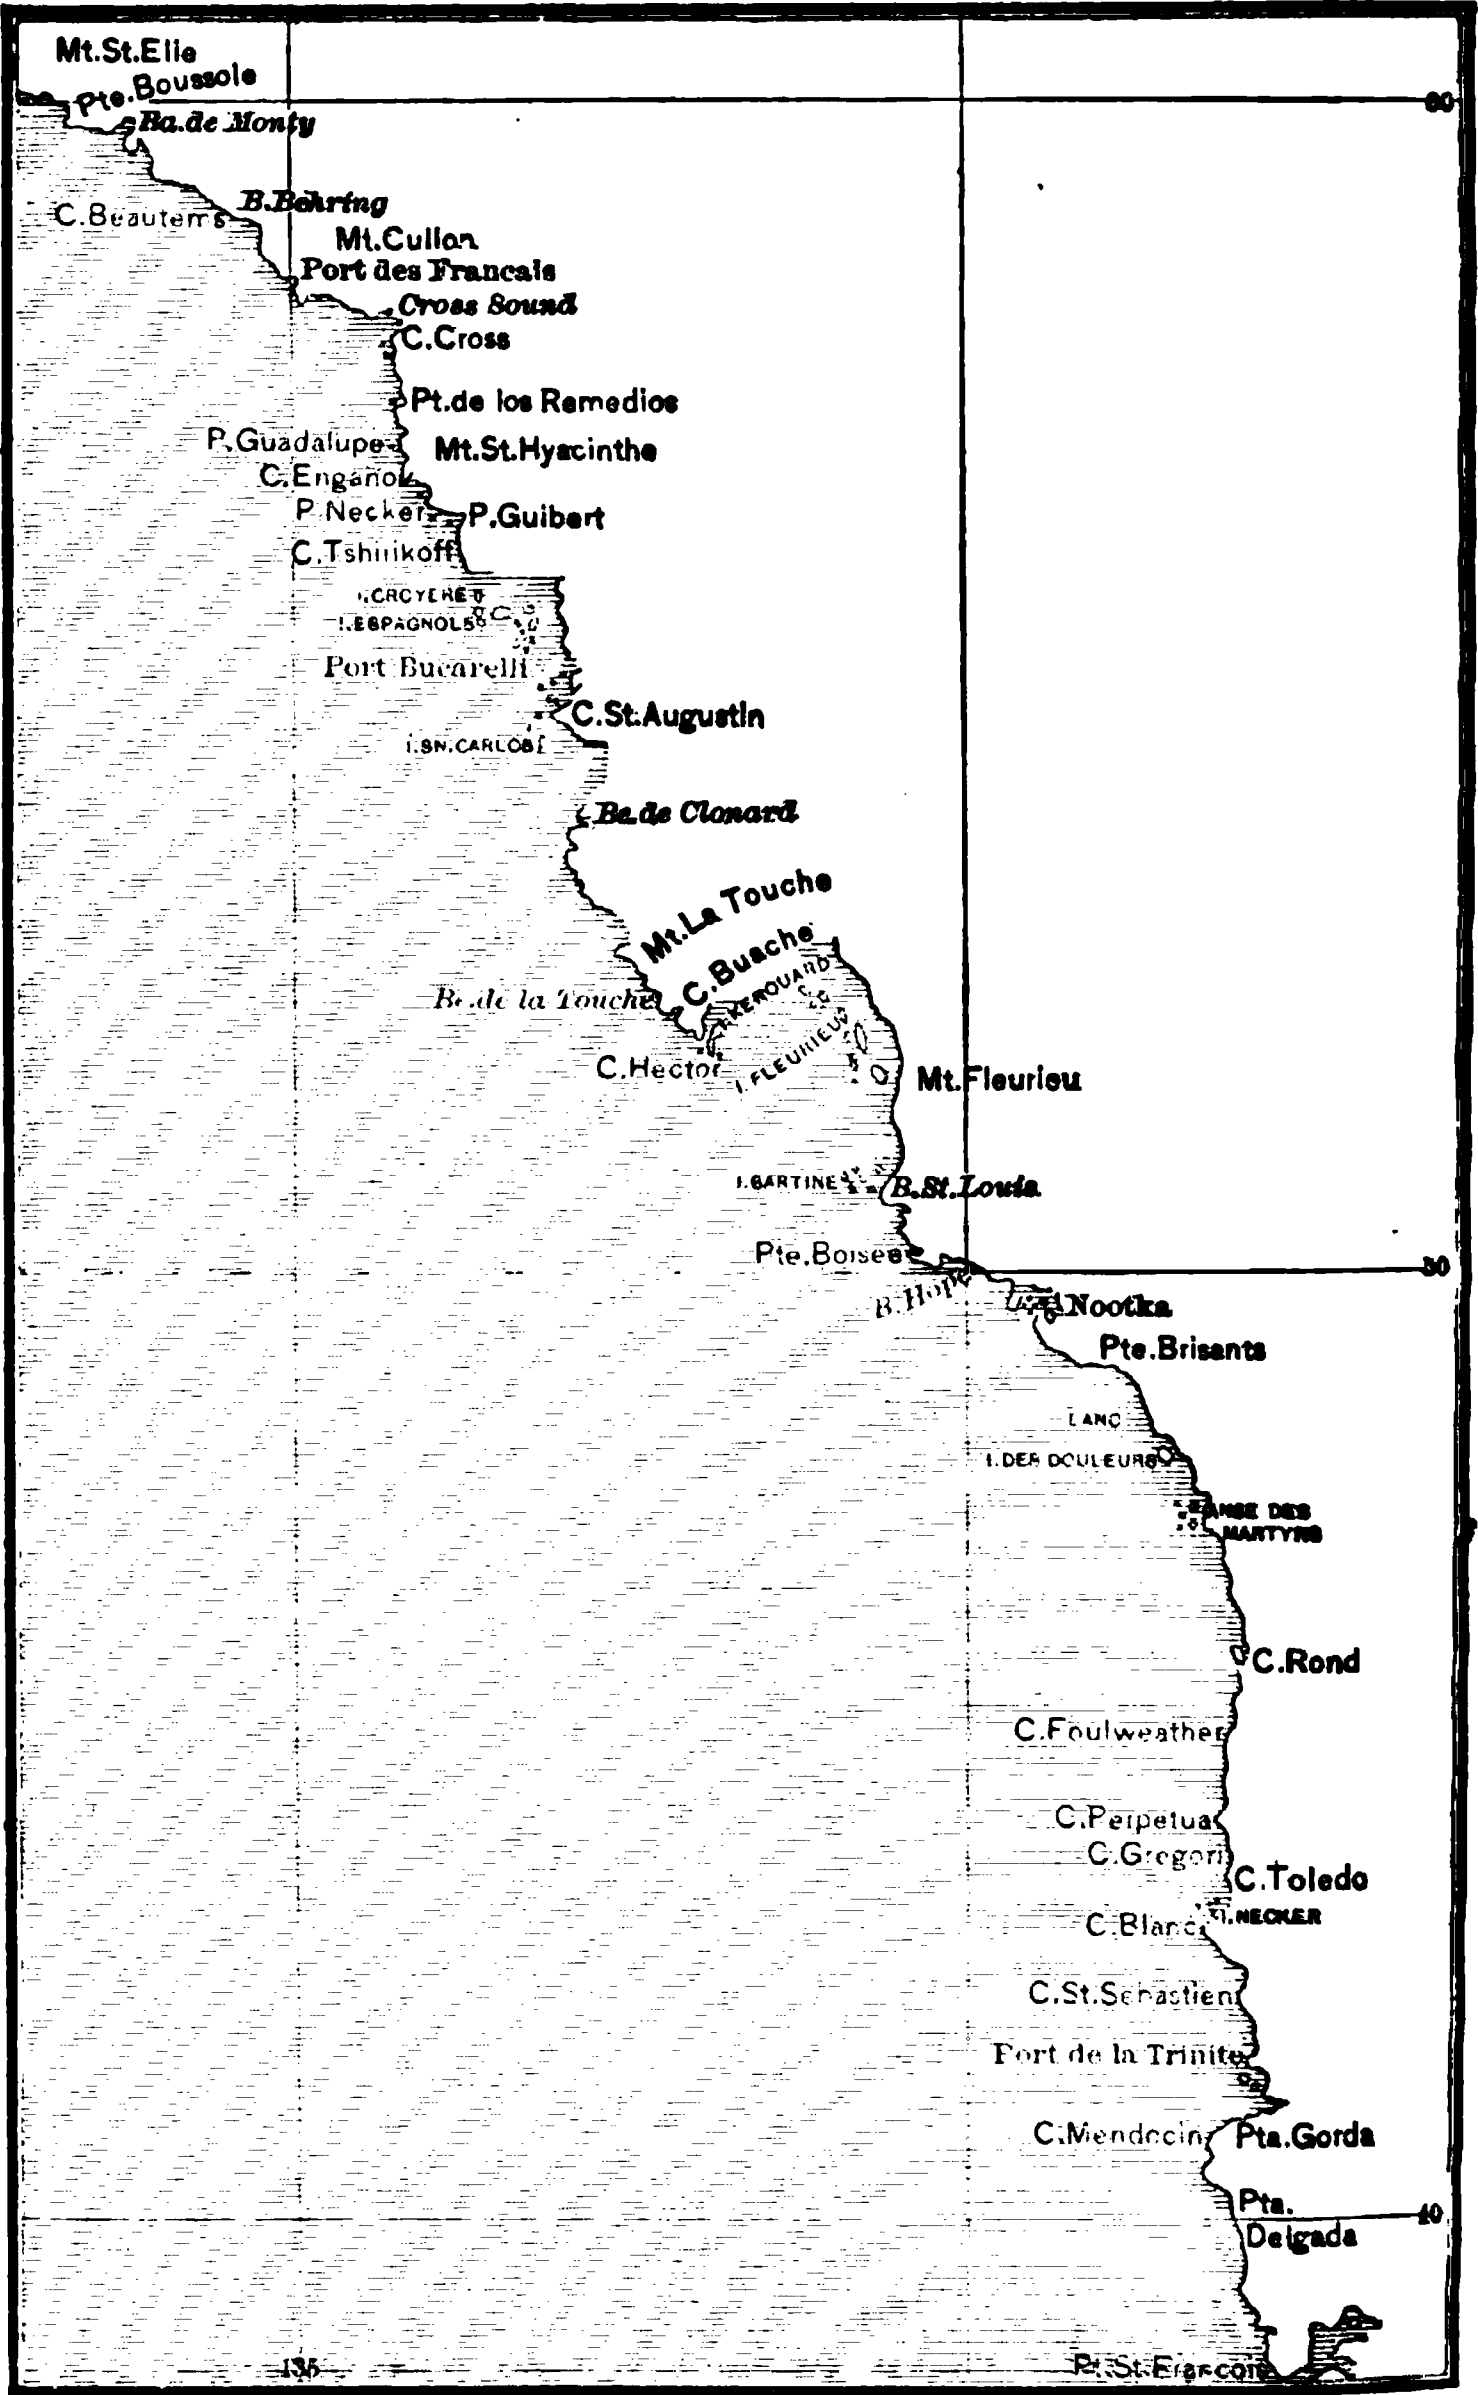 Mt.St.Elie
Pte.Boussole
60
Ba.de Monty
B.Behring
C.Beautems
Mt.Cullon
Port des Francais
Cross Sound
C.Cross
Pt.de los Remedios
P.Guadalupe
Mt.St.Hyacinthe
C.Engano
P.Necker
P.Guibert
C.Tshirikoff
I.CROYERE
I.ESPAGNOLS
Port Bucarelli
C.St.Augustin
I.SN.CARLOS
Ba.de Clonard
Mt.La Touche
C.Buache
Be.de la Touche
I.KEROUARD
C.Hector
I.FLEURIEU
Mt.Fleurieu
I.SARTINE
B.St.Louis
Pte.Boisee
50
B.Hope
Nootka
Pte.Brisants
I.DER DOULEURS
ANSE DES
MARTYRS
C.Rond
C.Foulweather
C.Perpetua
C.Gregori
C.Toledo
I.NECKER
C.Blanc
C.St.Sebastien
Port de la Trinite
C.Mendocin
Pta.Gorda
Pta.
40
Delgada
135